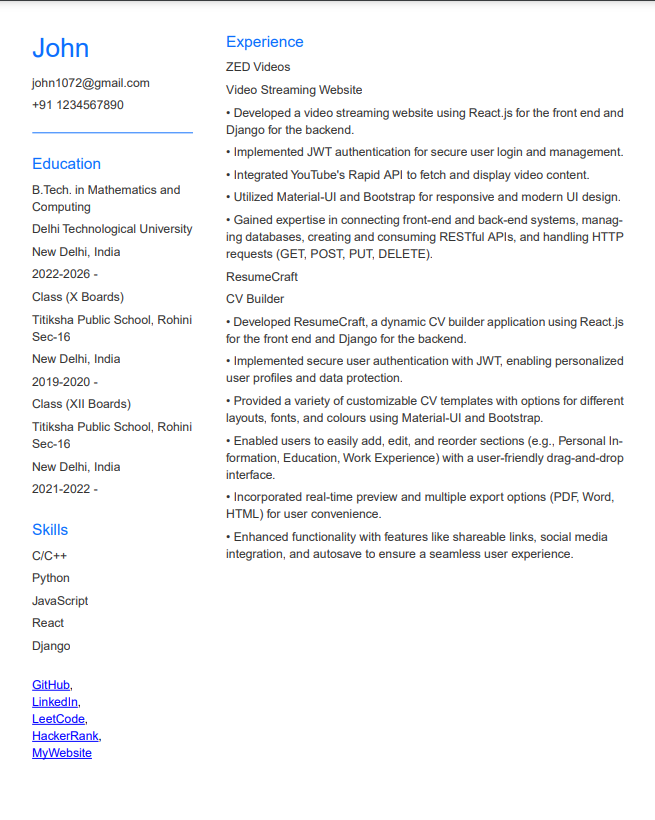 John
john1072@gmail.com
+91 1234567890
Education
B.Tech. in Mathematics and
Computing
Delhi Technological University
New Delhi, India
2022-2026 -
Class (X Boards)
Titiksha Public School, Rohini
Sec-16
New Delhi, India
2019-2020 -
Class (XII Boards)
Titiksha Public School, Rohini
Sec-16
New Delhi, India
2021-2022 -
Skills
C/C++
Python
JavaScript
React
Django
GitHub,
LinkedIn,
LeetCode,
HackerRank,
MyWebsite
Experience
ZED Videos
Video Streaming Website
• Developed a video streaming website using React.js for the front end and
Django for the backend.
• Implemented JWT authentication for secure user login and management.
• Integrated YouTube's Rapid API to fetch and display video content.
• Utilized Material-UI and Bootstrap for responsive and modern UI design.
• Gained expertise in connecting front-end and back-end systems, manag-
ing databases, creating and consuming RESTful APIs, and handling HTTP
requests (GET, POST, PUT, DELETE).
ResumeCraft
CV Builder
• Developed ResumeCraft, a dynamic CV builder application using React.js
for the front end and Django for the backend.
• Implemented secure user authentication with JWT, enabling personalized
user profiles and data protection.
• Provided a variety of customizable CV templates with options for different
layouts, fonts, and colours using Material-UI and Bootstrap.
• Enabled users to easily add, edit, and reorder sections (e.g., Personal In-
formation, Education, Work Experience) with a user-friendly drag-and-drop
interface.
• Incorporated real-time preview and multiple export options (PDF, Word,
HTML) for user convenience.
• Enhanced functionality with features like shareable links, social media
integration, and autosave to ensure a seamless user experience.